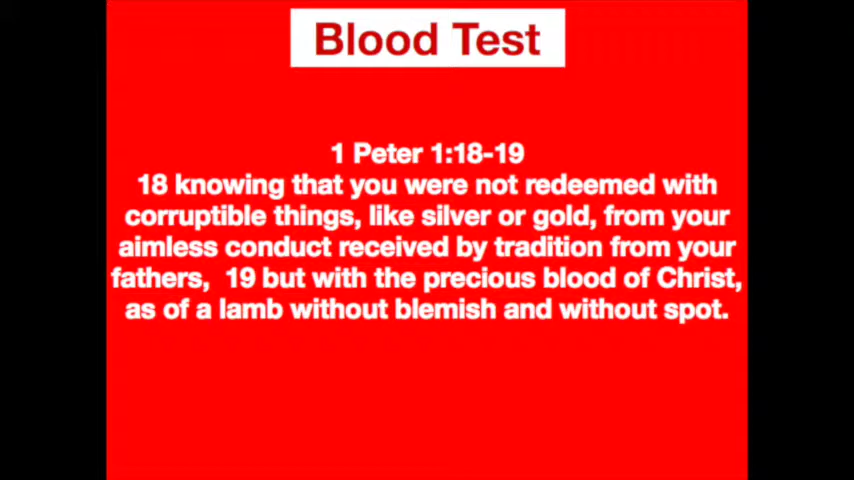 Blood Test
1 Peter 1:18-19
18 knowing that you were not redeemed with
corruptible things, like silver or gold, from your
aimless conduct received by tradition from your
fathers,  19 but with the precious blood of Christ,
as of a lamb without blemish and without spot.